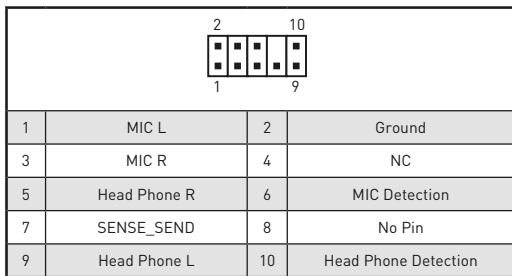 2 10
1 9
1 MIC L 2 Ground
3 MIC R 4 NC
5 Head Phone R 6 MIC Detection
7 SENSE_SEND 8 No Pin
9 Head Phone L 10 Head Phone Detection